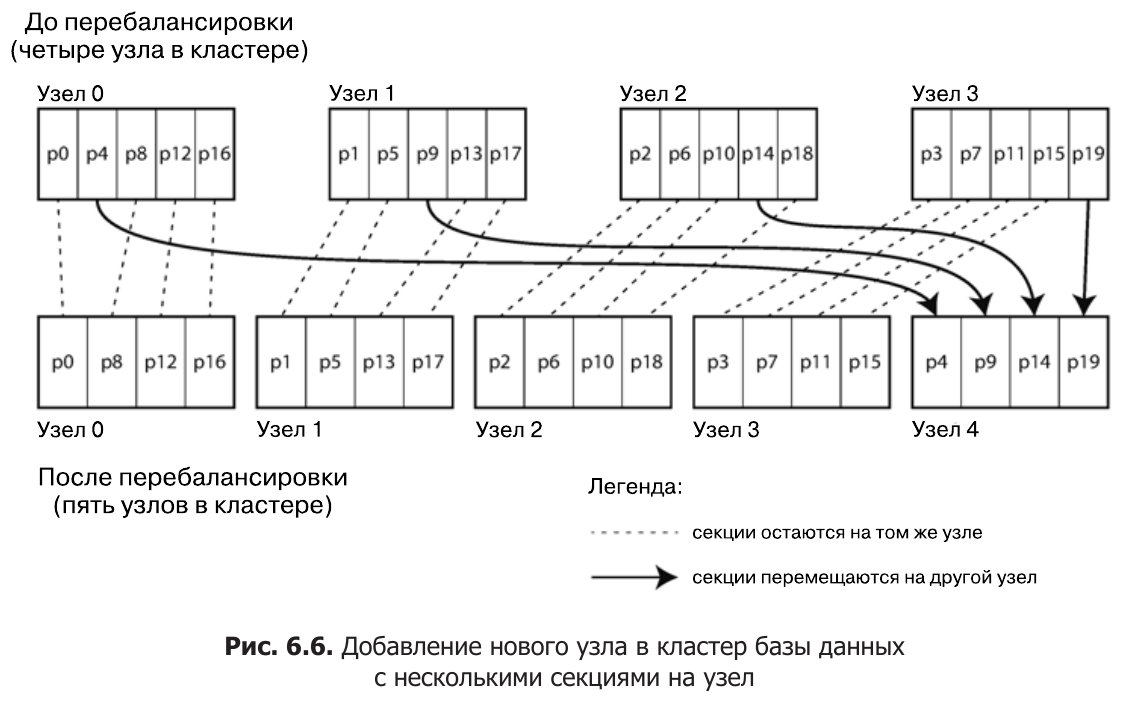 До перебалансировки
(четыре узла в кластере)
Узел 0 Узел 1 Узел 2 Узел 3
p0 p4 p8 p12 p16 p1 p5 p9 p13 p17 p2 p6 p10 p14 p18 p3 p7 p11 p15 p19
p0 p8 p12 p16 p1 p5 p13 p17 p2 p6 p10 p18 p3 p7 p11 p15 p4 p9 p14 p19
Узел 0 Узел 1 Узел 2 Узел 3 Узел 4
После перебалансировки
(пять узлов в кластере)
Легенда:
секции остаются на том же узле
секции перемещаются на другой узел
Рис. 6.6. Добавление нового узла в кластер базы данных
с несколькими секциями на узел